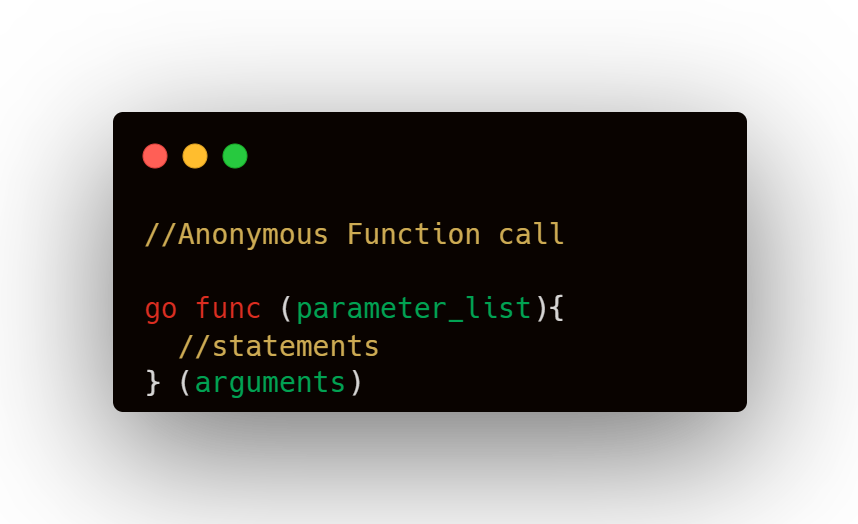 //Anonymous Function call
go func (parameter_list){
//statements
} (arguments)